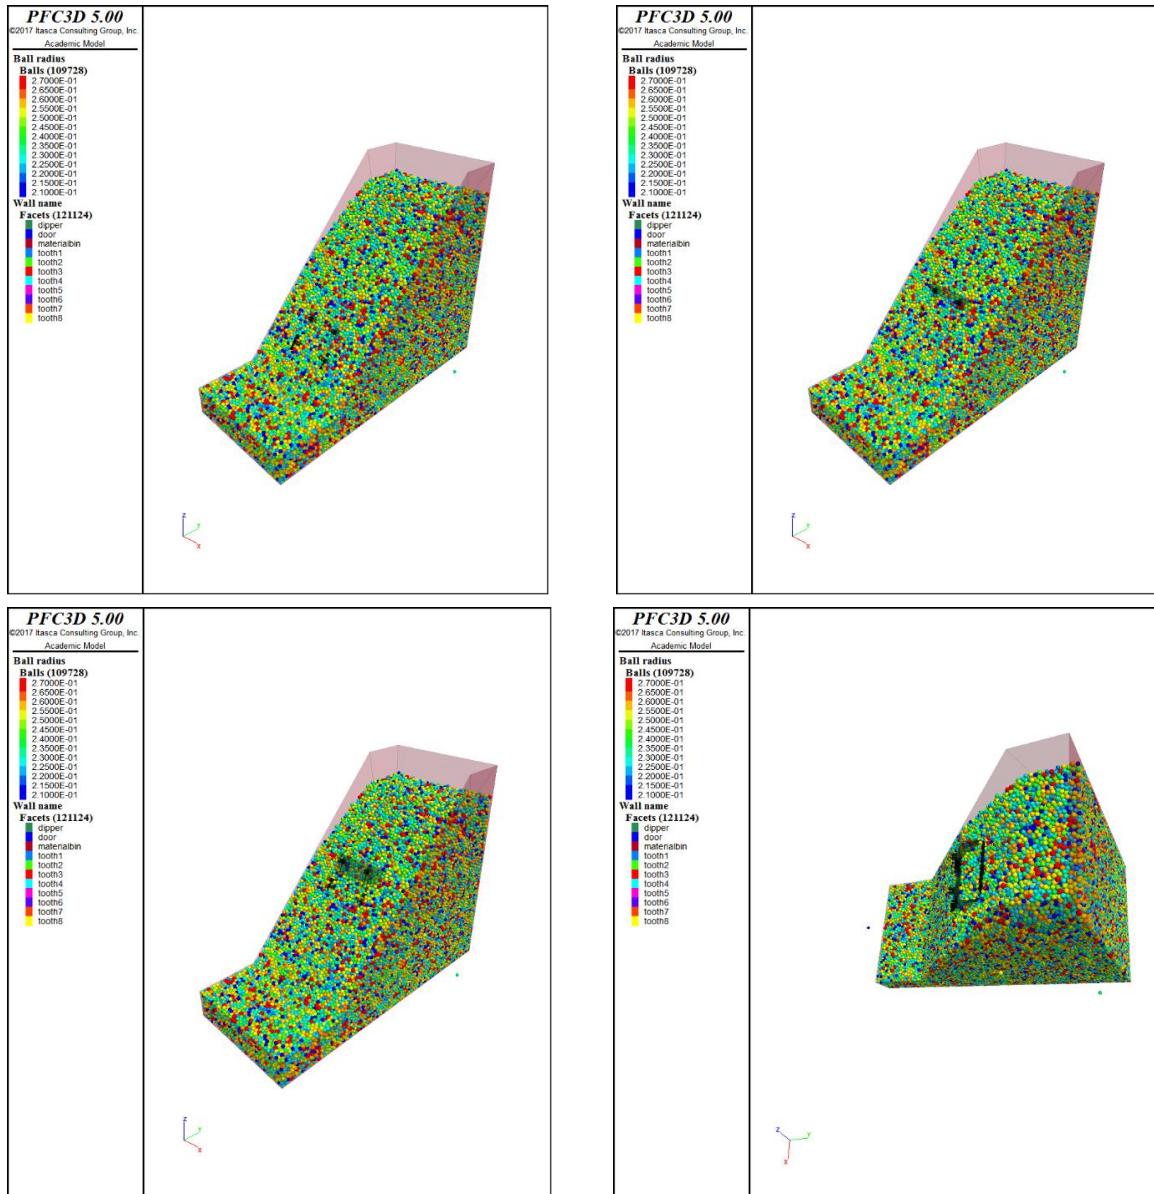 PFC3D 5.00
©2017 Itasca Consulting Group, Inc.
Academic Model
Ball radius
Balls (109728)
2.7000E-01
2.6500E-01
2.6000E-01
2.5500E-01
2.5000E-01
2.4500E-01
2.4000E-01
2.3500E-01
2.3000E-01
2.2500E-01
2.2000E-01
2.1500E-01
2.1000E-01
Wall name
Facets (121124)
dipper
door
materialbin
tooth1
tooth2
tooth3
tooth4
tooth5
tooth6
tooth7
tooth8
z
y
x
PFC3D 5.00
©2017 Itasca Consulting Group, Inc.
Academic Model
Ball radius
Balls (109728)
2.7000E-01
2.6500E-01
2.6000E-01
2.5500E-01
2.5000E-01
2.4500E-01
2.4000E-01
2.3500E-01
2.3000E-01
2.2500E-01
2.2000E-01
2.1500E-01
2.1000E-01
Wall name
Facets (121124)
dipper
door
materialbin
tooth1
tooth2
tooth3
tooth4
tooth5
tooth6
tooth7
tooth8
z
y
x
PFC3D 5.00
©2017 Itasca Consulting Group, Inc.
Academic Model
Ball radius
Balls (109728)
2.7000E-01
2.6500E-01
2.6000E-01
2.5500E-01
2.5000E-01
2.4500E-01
2.4000E-01
2.3500E-01
2.3000E-01
2.2500E-01
2.2000E-01
2.1500E-01
2.1000E-01
Wall name
Facets (121124)
dipper
door
materialbin
tooth1
tooth2
tooth3
tooth4
tooth5
tooth6
tooth7
tooth8
z
y
x
PFC3D 5.00
©2017 Itasca Consulting Group, Inc.
Academic Model
Ball radius
Balls (109728)
2.7000E-01
2.6500E-01
2.6000E-01
2.5500E-01
2.5000E-01
2.4500E-01
2.4000E-01
2.3500E-01
2.3000E-01
2.2500E-01
2.2000E-01
2.1500E-01
2.1000E-01
Wall name
Facets (121124)
dipper
door
materialbin
tooth1
tooth2
tooth3
tooth4
tooth5
tooth6
tooth7
tooth8
z
y
x